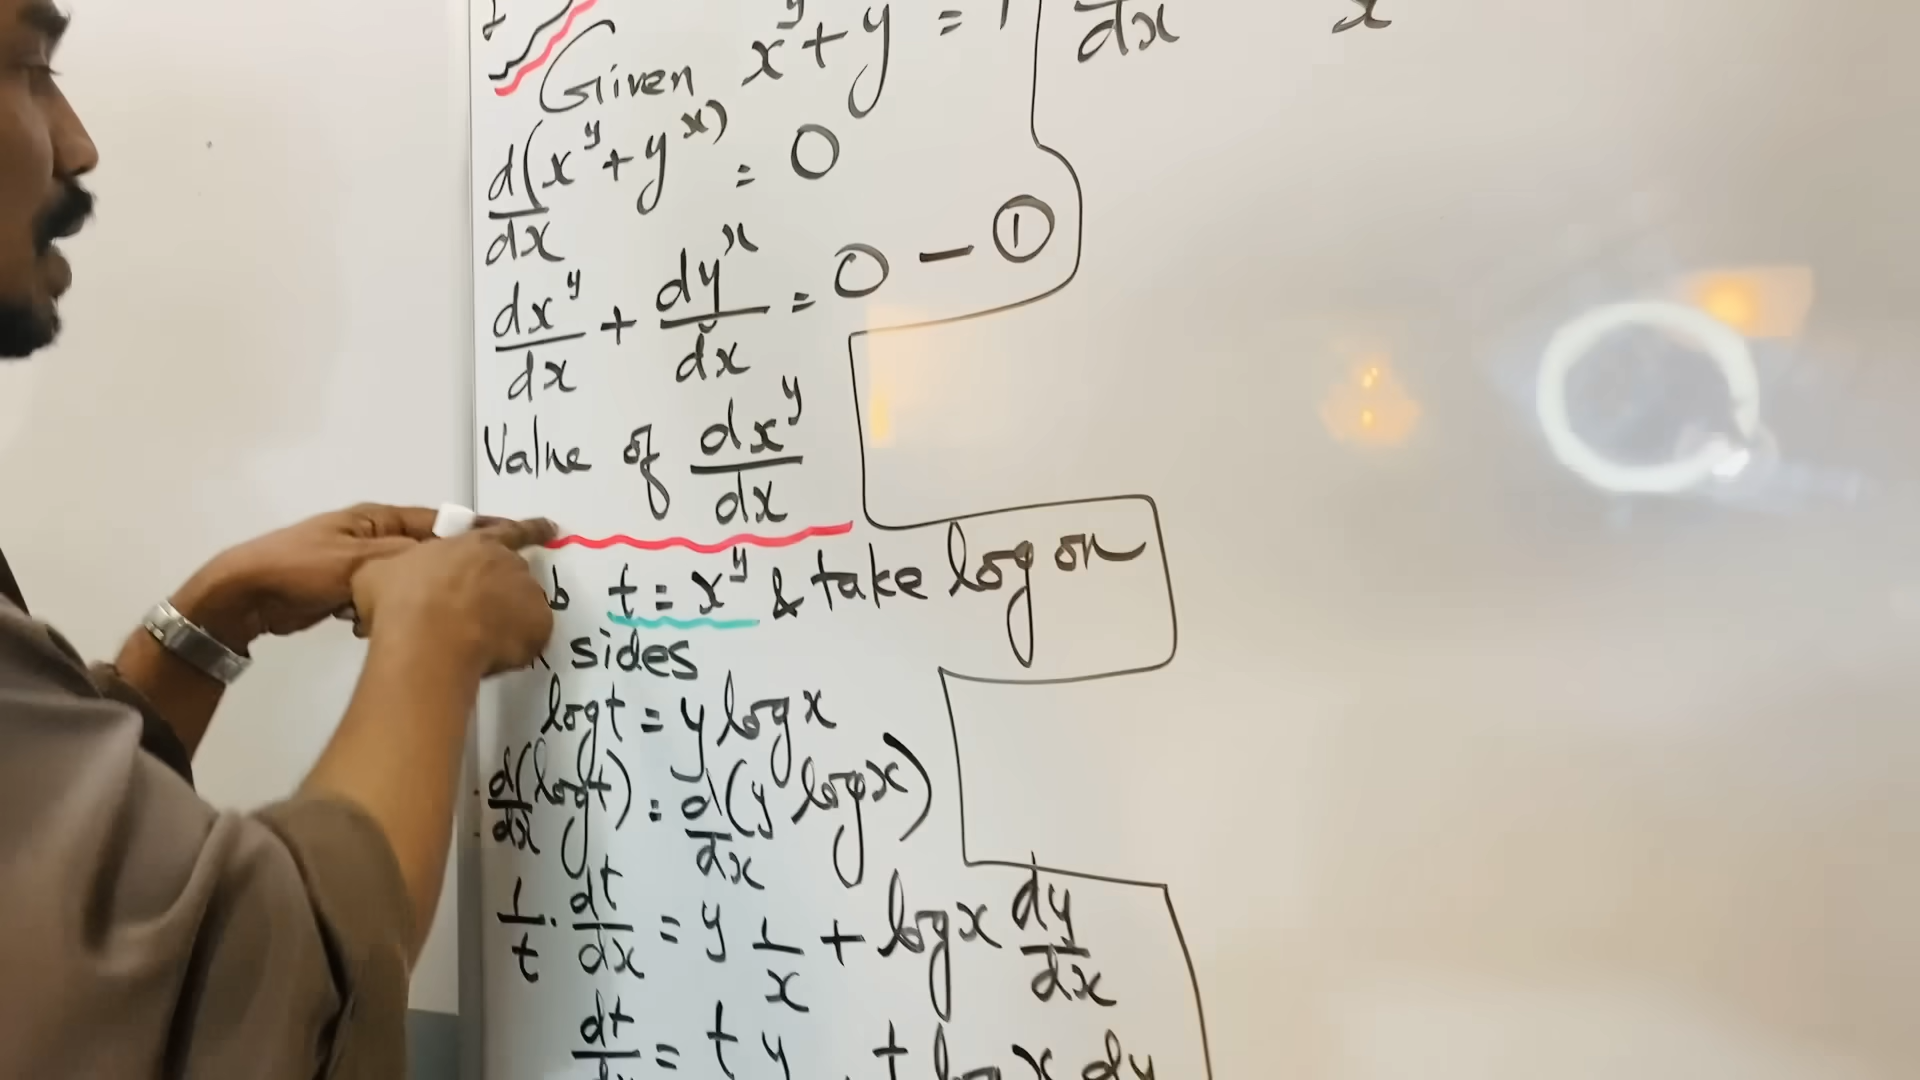 Given x^y + y = 1
d/dx (x^y + y^x) = 0
dx^y/dx + dy^x/dx = 0 — ①
Value of dx^y/dx
t = x^y & take log on
sides
log t = y log x
d/dx (log t) = d/dx (y log x)
1/t · dt/dx = y 1/x + log x dy/dx
dt = t y + log x dy
dx x